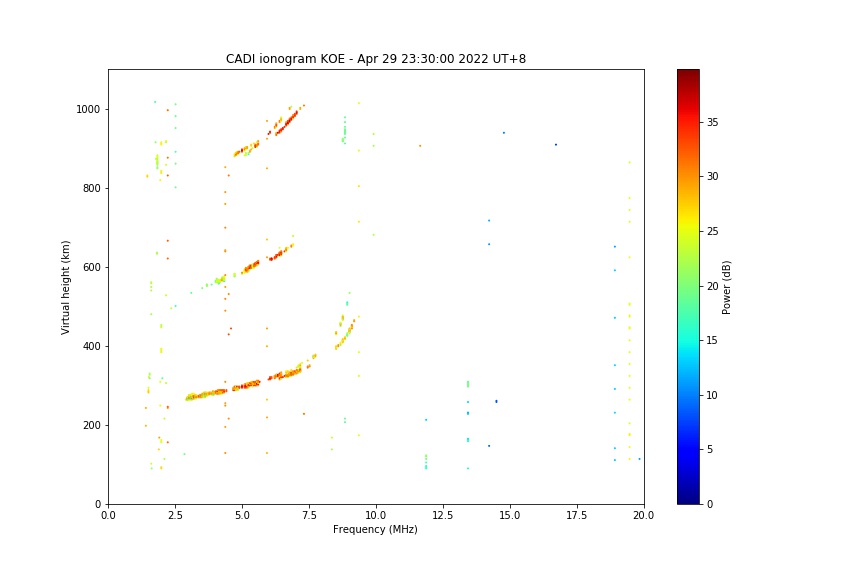 CADI ionogram KOE - Apr 29 23:30:00 2022 UT+8
1000
800
600
400
200
0
Virtual height (km)
0.0 2.5 5.0 7.5 10.0 12.5 15.0 17.5 20.0
Frequency (MHz)
35
30
25
20
15
10
5
0
Power (dB)